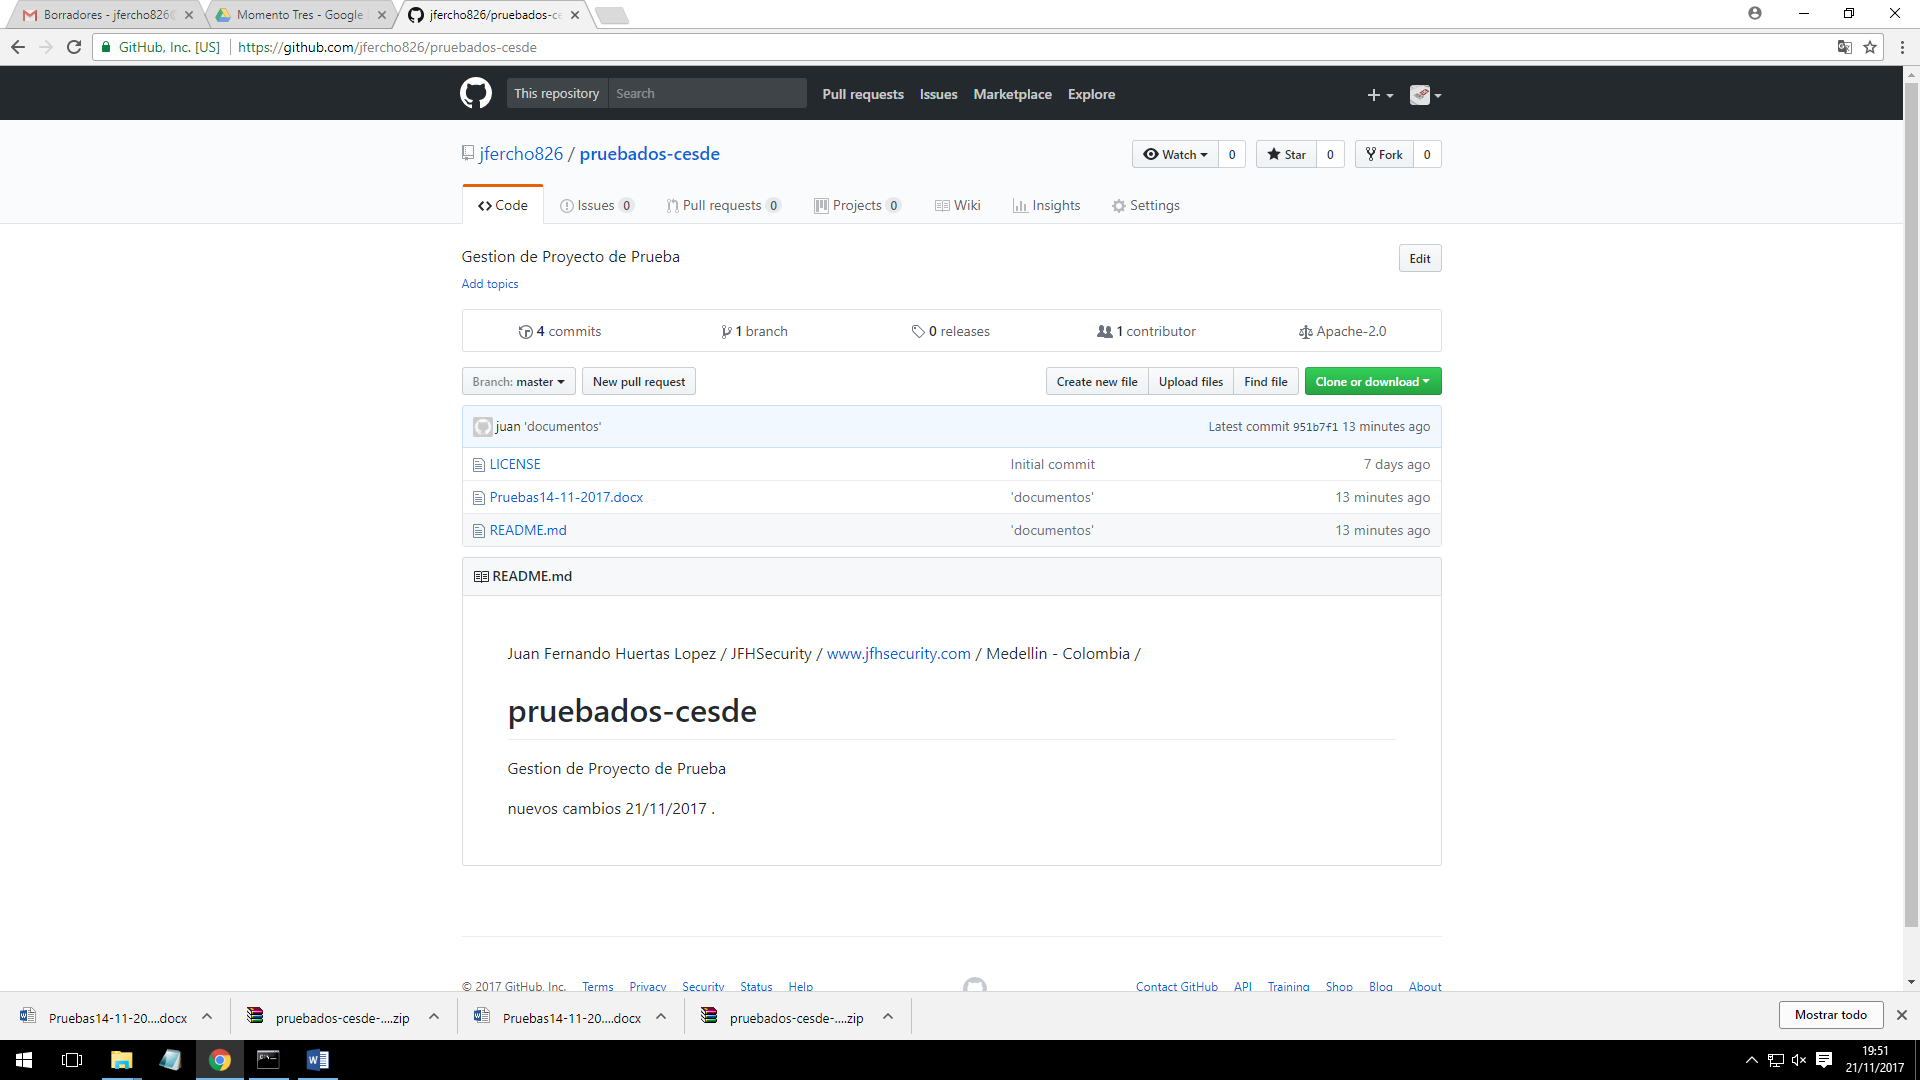 Borradores - jfercho826@
Momento Tres - Google
jfercho826/pruebados-ce
GitHub, Inc. [US]
https://github.com/jfercho826/pruebados-cesde
This repository
Search
Pull requests
Issues
Marketplace
Explore
jfercho826 / pruebados-cesde
Watch 0
Star 0
Fork 0
Code
Issues 0
Pull requests 0
Projects 0
Wiki
Insights
Settings
Gestion de Proyecto de Prueba
Edit
Add topics
4 commits
1 branch
0 releases
1 contributor
Apache-2.0
Branch: master
New pull request
Create new file
Upload files
Find file
Clone or download
juan 'documentos'
Latest commit 951b7f1 13 minutes ago
LICENSE
Initial commit
7 days ago
Pruebas14-11-2017.docx
'documentos'
13 minutes ago
README.md
'documentos'
13 minutes ago
README.md
Juan Fernando Huertas Lopez / JFHSecurity / www.jfhsecurity.com / Medellin - Colombia /
pruebados-cesde
Gestion de Proyecto de Prueba
nuevos cambios 21/11/2017 .
© 2017 GitHub, Inc.
Terms
Privacy
Security
Status
Help
Contact GitHub
API
Training
Shop
Blog
About
Pruebas14-11-20....docx
pruebados-cesde-....zip
Pruebas14-11-20....docx
pruebados-cesde-....zip
Mostrar todo
19:51
21/11/2017